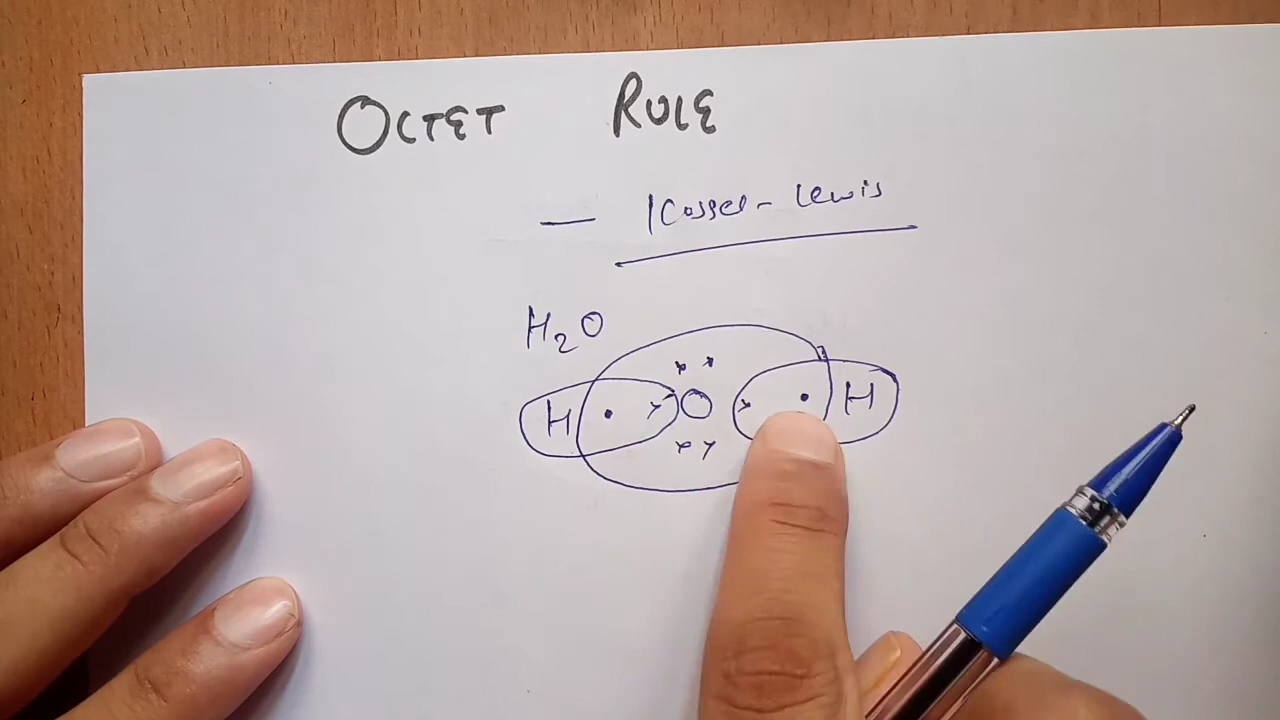 OCTET RULE
— Kossel-Lewis
H2O
H • x O x • H